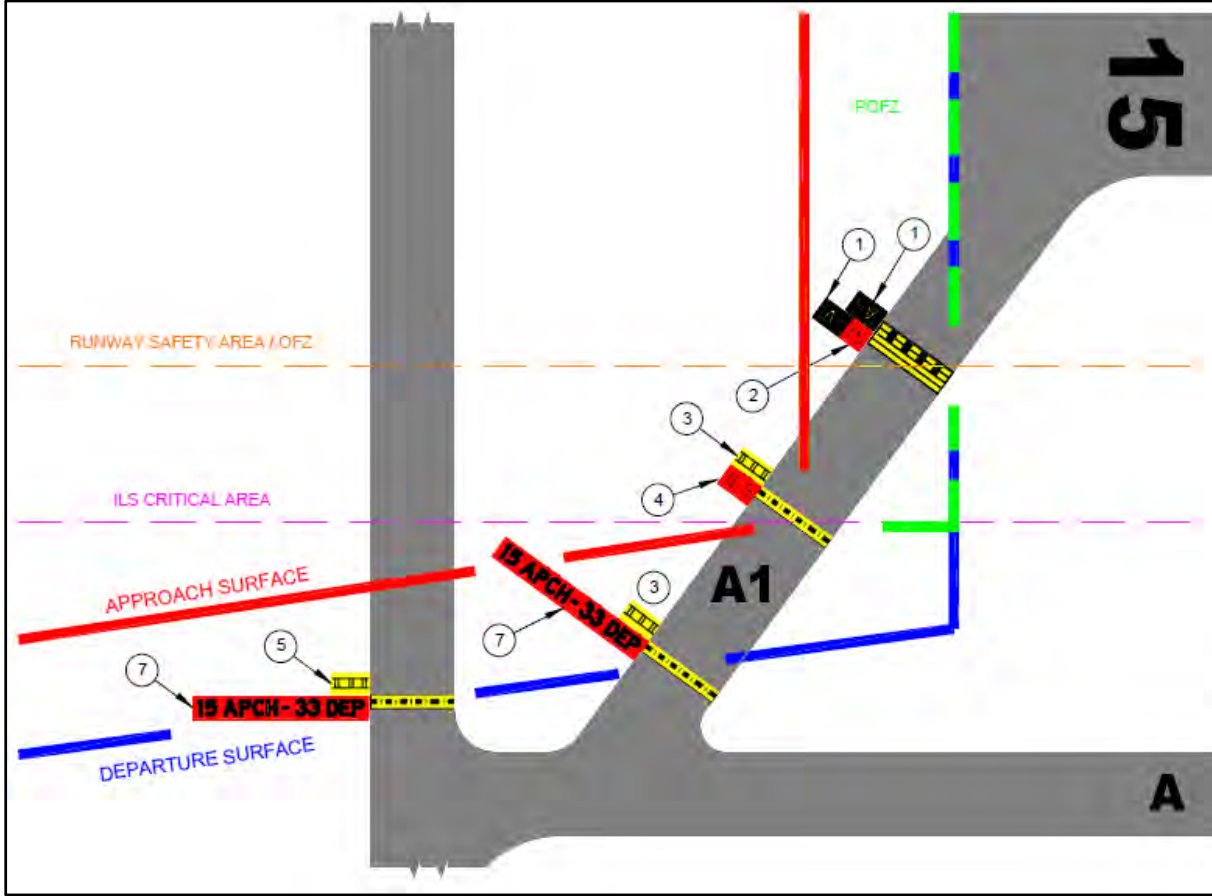 15
POFZ
1
1
RUNWAY SAFETY AREA / OFZ
2
3
ILS CRITICAL AREA
4
APPROACH SURFACE
15 APCH - 33 DEP
A1
3
7
5
7
15 APCH - 33 DEP
DEPARTURE SURFACE
A